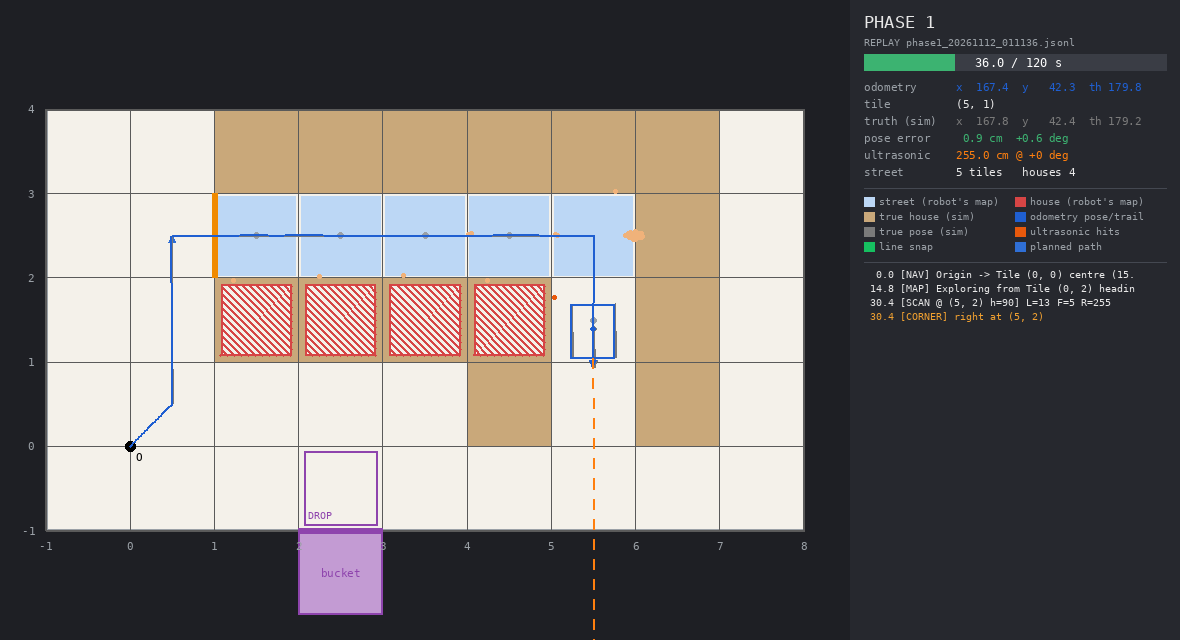 PHASE 1
REPLAY phase1_20261112_011136.jsonl
36.0 / 120 s
odometry x 167.4 y 42.3 th 179.8
tile (5, 1)
truth (sim) x 167.8 y 42.4 th 179.2
pose error 0.9 cm +0.6 deg
ultrasonic 255.0 cm @ +0 deg
street 5 tiles houses 4
street (robot's map) house (robot's map)
true house (sim) odometry pose/trail
true pose (sim) ultrasonic hits
line snap planned path
0.0 [NAV] Origin -> Tile (0, 0) centre (15.
14.8 [MAP] Exploring from Tile (0, 2) headin
30.4 [SCAN @ (5, 2) h=90] L=13 F=5 R=255
30.4 [CORNER] right at (5, 2)
4
3
2
1
0
-1
O
DROP
-1 0 1 2 3 4 5 6 7 8
bucket